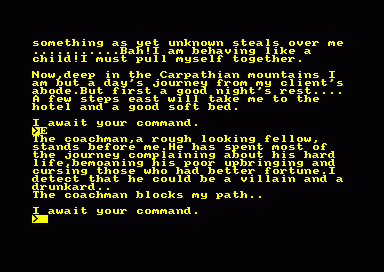 something as yet unknown steals over me
...........Bah!I am behaving like a
child!I must pull myself together.
Now,deep in the Carpathian mountains I
am but a day's journey from my client's
abode.But first a good night's rest....
A few steps east will take me to the
hotel and a good soft bed.
I await your command.
>E
The coachman,a rough looking fellow,
stands before me.He has spent most of
the journey complaining about his hard
life,bemoaning his poor upbringing and
cursing those who had better fortune.I
detect that he could be a villain and a
drunkard..
The coachman blocks my path..
I await your command.
>